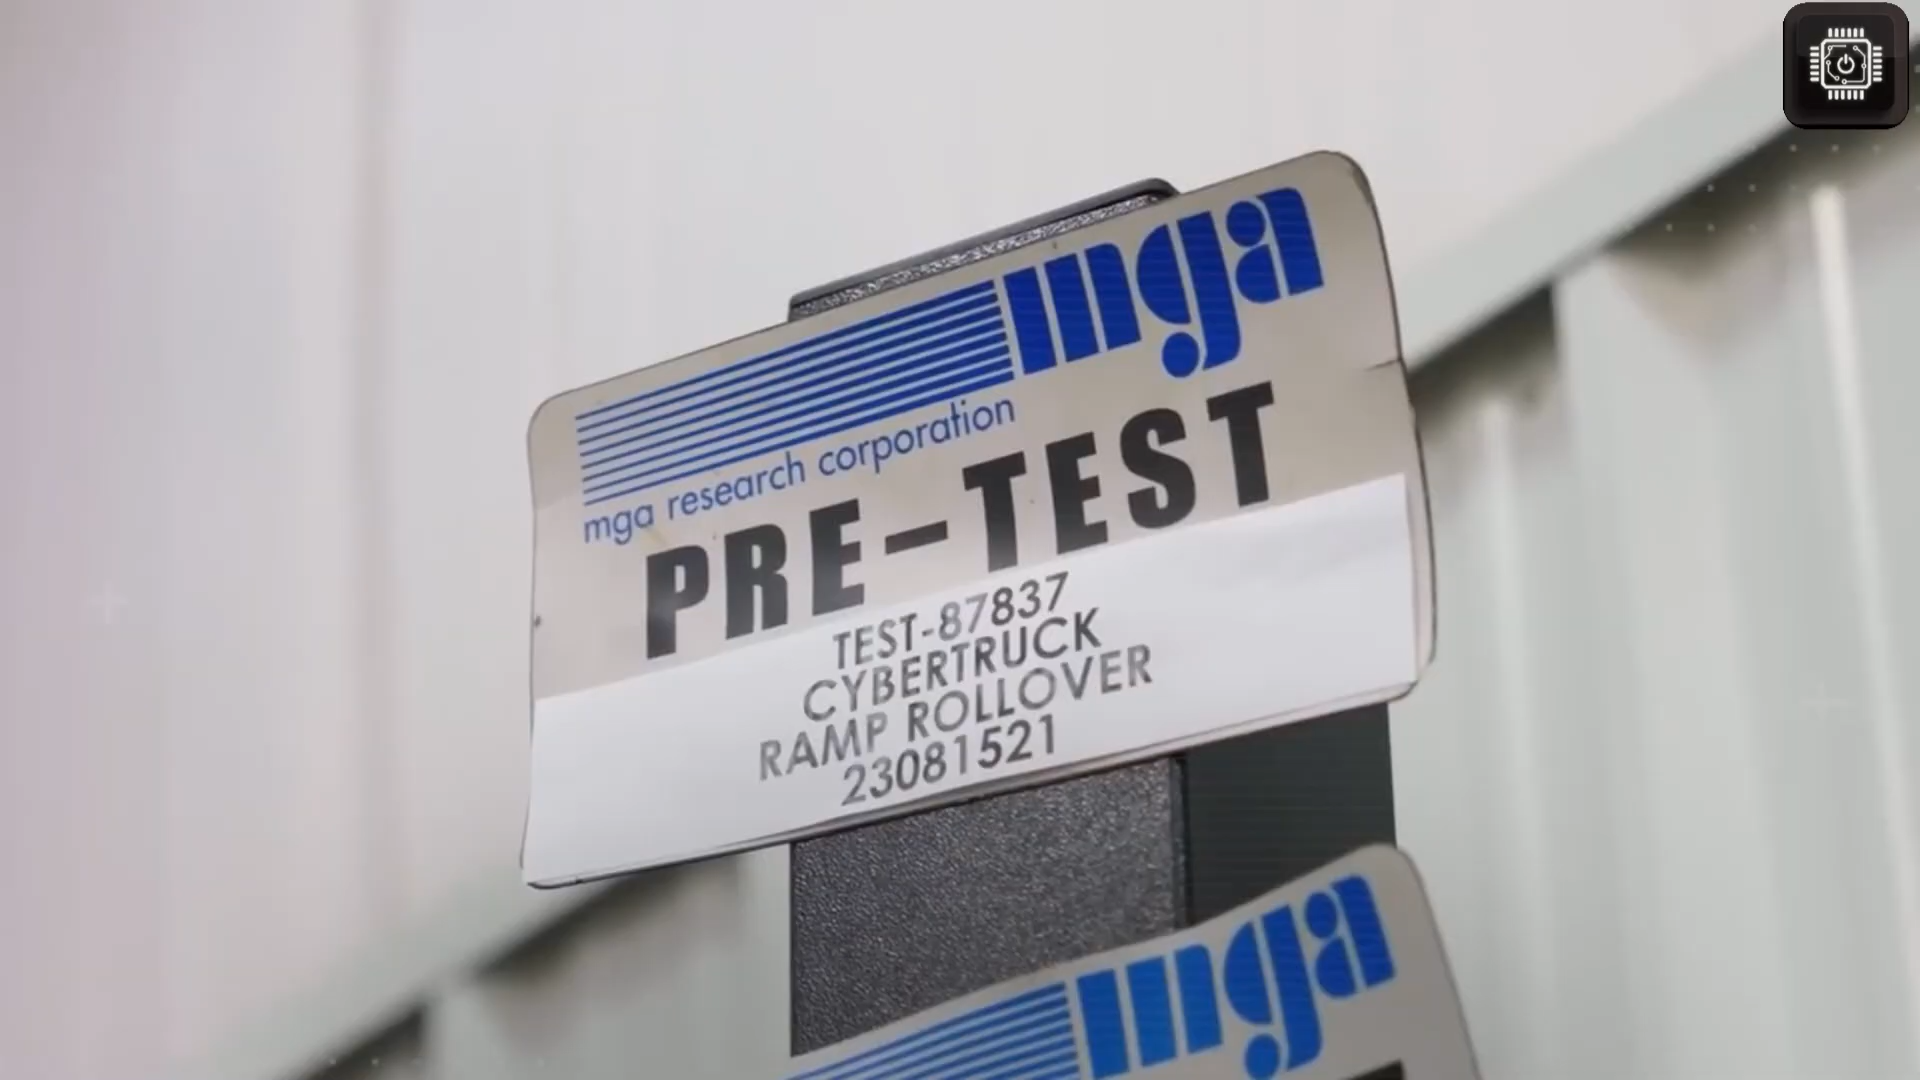 mga
mga research corporation
PRE-TEST
TEST-87837
CYBERTRUCK
RAMP ROLLOVER
23081521
mga